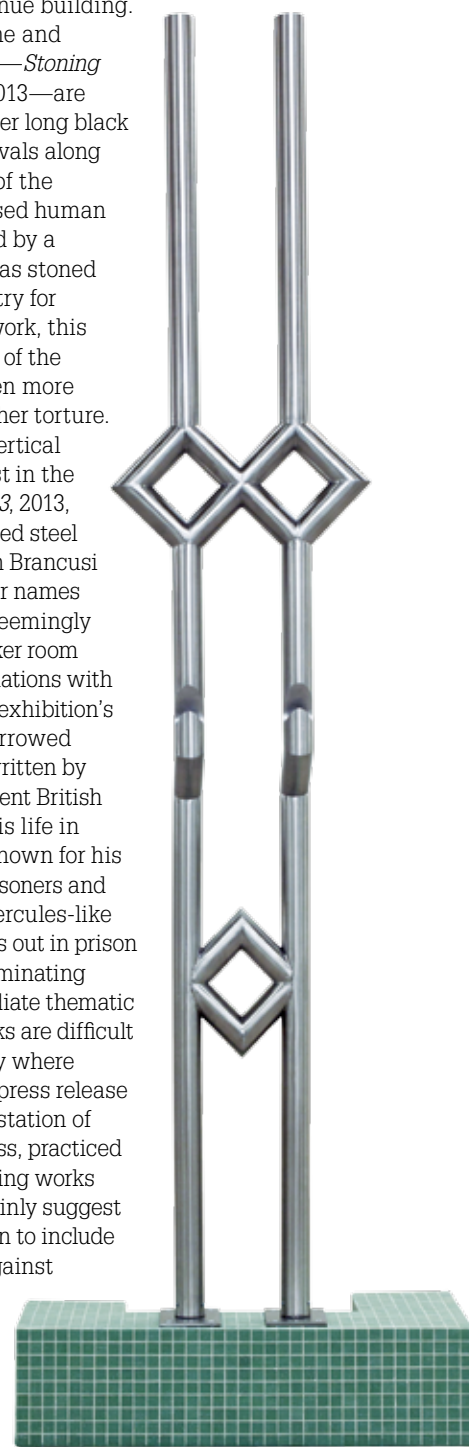 nue building.
ne and
—Stoning
013—are
er long black
vals along
of the
sed human
d by a
as stoned
try for
work, this
of the
en more
ner torture.
ertical
st in the
3, 2013,
ed steel
n Brancusi
r names
eemingly
ker room
ations with
exhibition's
rrowed
ritten by
ent British
is life in
nown for his
soners and
ercules-like
s out in prison
minating
diate thematic
ks are difficult
y where
press release
station of
ss, practiced
ing works
ainly suggest
n to include
gainst